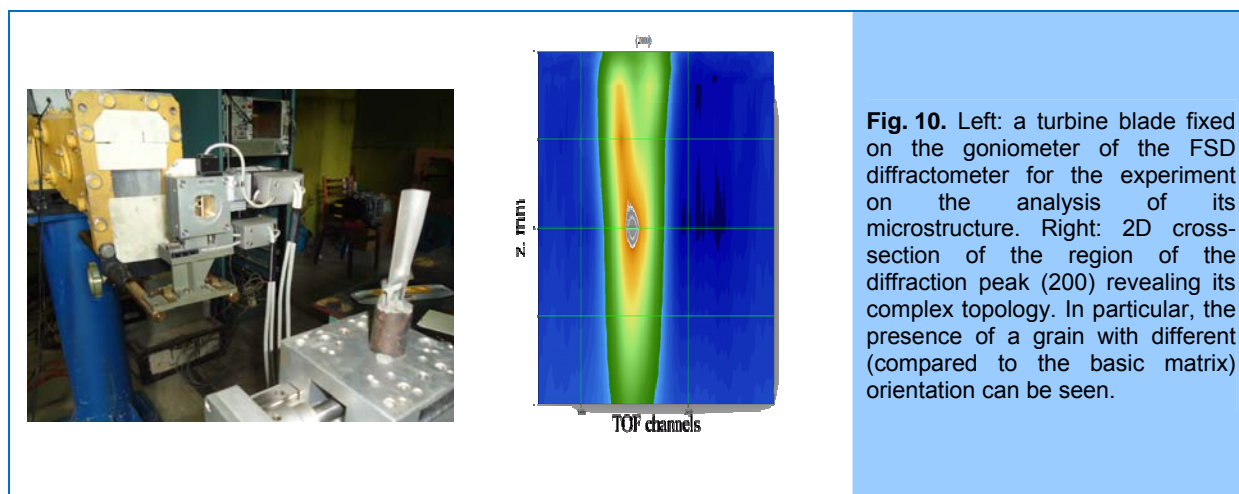 z, mm
TOF channels
Fig. 10. Left: a turbine blade fixed
on the goniometer of the FSD
diffractometer for the experiment
on the analysis of its
microstructure. Right: 2D cross-
section of the region of the
diffraction peak (200) revealing its
complex topology. In particular, the
presence of a grain with different
(compared to the basic matrix)
orientation can be seen.